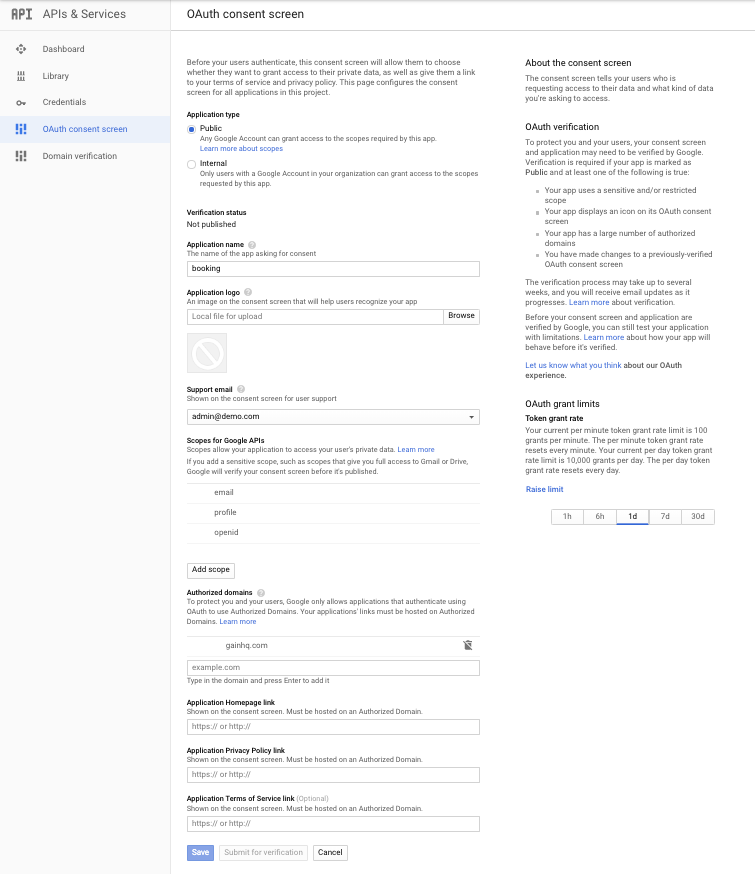 API APIs & Services
Dashboard
Library
Credentials
OAuth consent screen
Domain verification
OAuth consent screen
Before your users authenticate, this consent screen will allow them to choose
whether they want to grant access to their private data, as well as give them a link
to your terms of service and privacy policy. This page configures the consent
screen for all applications in this project.
Application type
Public
Any Google Account can grant access to the scopes required by this app.
Learn more about scopes
Internal
Only users with a Google Account in your organization can grant access to the scopes
requested by this app.
Verification status
Not published
Application name ?
The name of the app asking for consent
booking
Application logo ?
An image on the consent screen that will help users recognize your app
Local file for upload Browse
Support email ?
Shown on the consent screen for user support
admin@demo.com
Scopes for Google APIs
Scopes allow your application to access your user's private data. Learn more
If you add a sensitive scope, such as scopes that give you full access to Gmail or Drive,
Google will verify your consent screen before it's published.
email
profile
openid
Add scope
Authorized domains ?
To protect you and your users, Google only allows applications that authenticate using
OAuth to use Authorized Domains. Your applications' links must be hosted on Authorized
Domains. Learn more
gainhq.com
example.com
Type in the domain and press Enter to add it
Application Homepage link
Shown on the consent screen. Must be hosted on an Authorized Domain.
https:// or http://
Application Privacy Policy link
Shown on the consent screen. Must be hosted on an Authorized Domain.
https:// or http://
Application Terms of Service link (Optional)
Shown on the consent screen. Must be hosted on an Authorized Domain.
https:// or http://
Save Submit for verification Cancel
About the consent screen
The consent screen tells your users who is
requesting access to their data and what kind of data
you're asking to access.
OAuth verification
To protect you and your users, your consent screen
and application may need to be verified by Google.
Verification is required if your app is marked as
Public and at least one of the following is true:
Your app uses a sensitive and/or restricted
scope
Your app displays an icon on its OAuth consent
screen
Your app has a large number of authorized
domains
You have made changes to a previously-verified
OAuth consent screen
The verification process may take up to several
weeks, and you will receive email updates as it
progresses. Learn more about verification.
Before your consent screen and application are
verified by Google, you can still test your application
with limitations. Learn more about how your app will
behave before it's verified.
Let us know what you think about our OAuth
experience.
OAuth grant limits
Token grant rate
Your current per minute token grant rate limit is 100
grants per minute. The per minute token grant rate
resets every minute. Your current per day token grant
rate limit is 10,000 grants per day. The per day token
grant rate resets every day.
Raise limit
1h 6h 1d 7d 30d